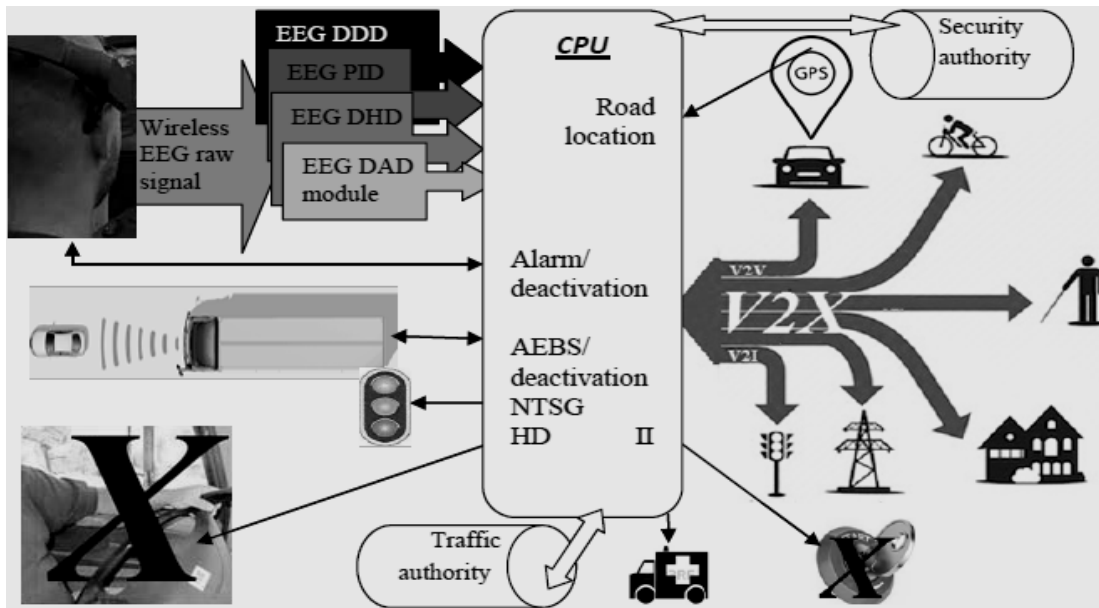 EEG DDD
EEG PID
EEG DHD
EEG DAD
module
Wireless
EEG raw
signal
CPU
Road
location
Alarm/
deactivation
AEBS/
deactivation
NTSG
HD II
Security
authority
GPS
V2V
V2X
V2I
X
Traffic
authority
X